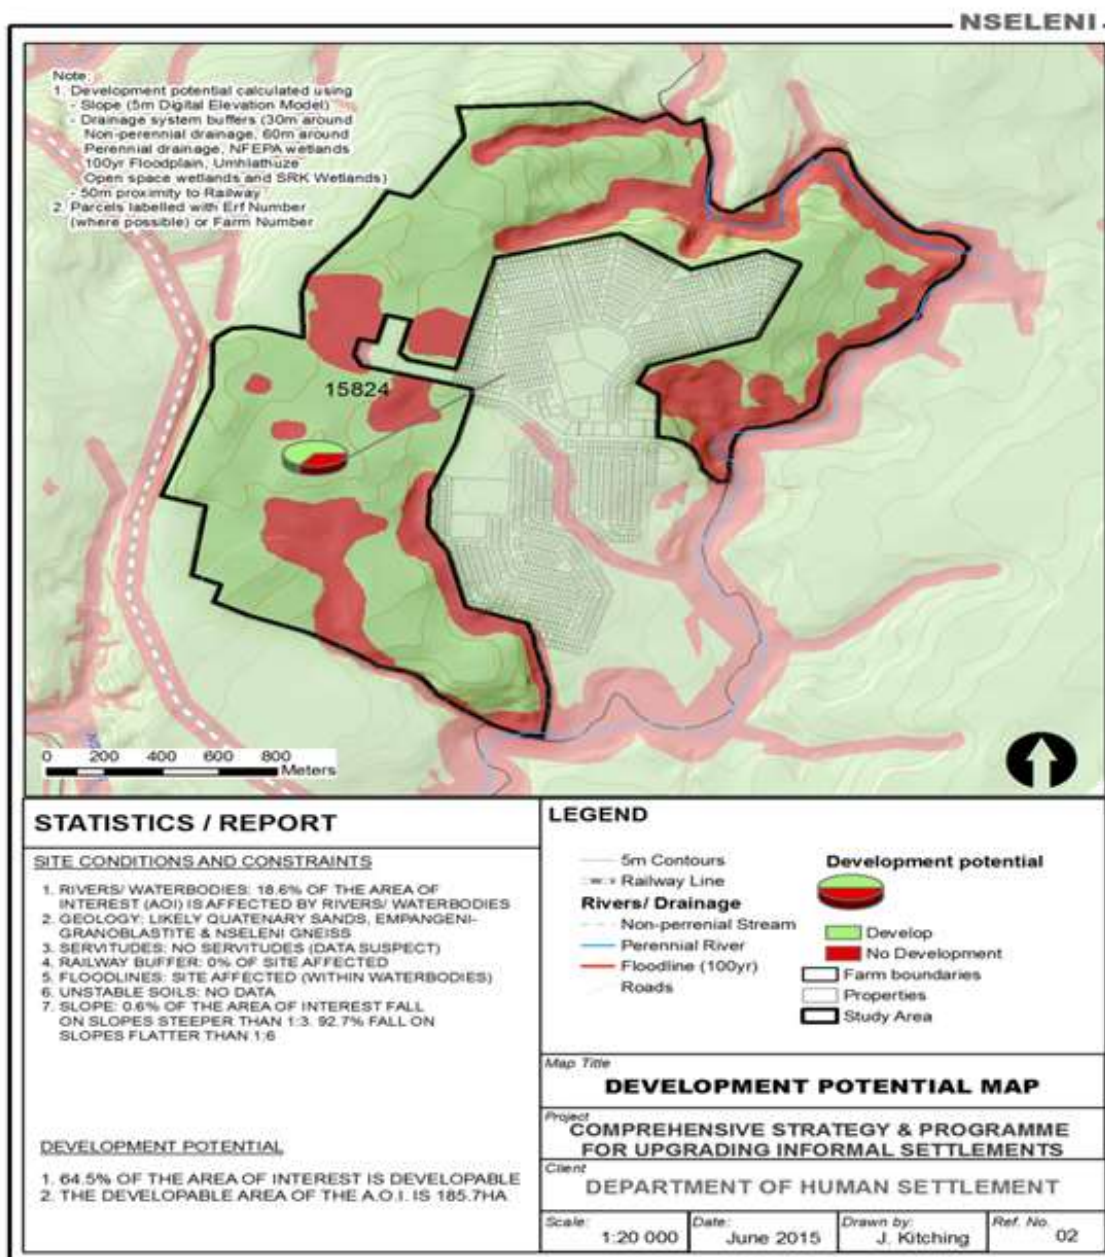 NSELENI
Note:
1. Development potential calculated using
- Slope (5m Digital Elevation Model)
- Drainage system buffers (30m around
Non-perennial drainage, 60m around
Perennial drainage, NFEPA wetlands
100yr Floodplain, Umhlathuze
Open space wetlands and SRK Wetlands)
- 50m proximity to Railway
2. Parcels labelled with Erf Number
(where possible) or Farm Number
15824
0 200 400 600 800
Meters
STATISTICS / REPORT
SITE CONDITIONS AND CONSTRAINTS
1. RIVERS/ WATERBODIES: 18.6% OF THE AREA OF
INTEREST (AOI) IS AFFECTED BY RIVERS/ WATERBODIES
2. GEOLOGY: LIKELY QUATENARY SANDS, EMPANGENI-
GRANOBLASTITE & NSELENI GNEISS
3. SERVITUDES: NO SERVITUDES (DATA SUSPECT)
4. RAILWAY BUFFER: 0% OF SITE AFFECTED
5. FLOODLINES: SITE AFFECTED (WITHIN WATERBODIES)
6. UNSTABLE SOILS: NO DATA
7. SLOPE: 0.6% OF THE AREA OF INTEREST FALL
ON SLOPES STEEPER THAN 1:3. 92.7% FALL ON
SLOPES FLATTER THAN 1:6
DEVELOPMENT POTENTIAL
1. 64.5% OF THE AREA OF INTEREST IS DEVELOPABLE
2. THE DEVELOPABLE AREA OF THE A.O.I. IS 185.7HA
LEGEND
5m Contours
Railway Line
Rivers/ Drainage
Non-perrenial Stream
Perennial River
Floodline (100yr)
Roads
Development potential
Develop
No Development
Farm boundaries
Properties
Study Area
Map Title
DEVELOPMENT POTENTIAL MAP
Project
COMPREHENSIVE STRATEGY & PROGRAMME
FOR UPGRADING INFORMAL SETTLEMENTS
Client
DEPARTMENT OF HUMAN SETTLEMENT
Scale: 1:20 000
Date: June 2015
Drawn by: J. Kitching
Ref. No. 02